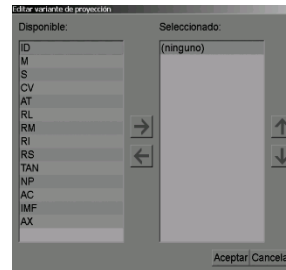 Editar variante de proyección
Disponible:
Seleccionado:
ID
M
S
CV
AT
RL
RM
RI
RS
TAN
NP
AC
IMF
AX
(ninguno)
Aceptar
Cancela